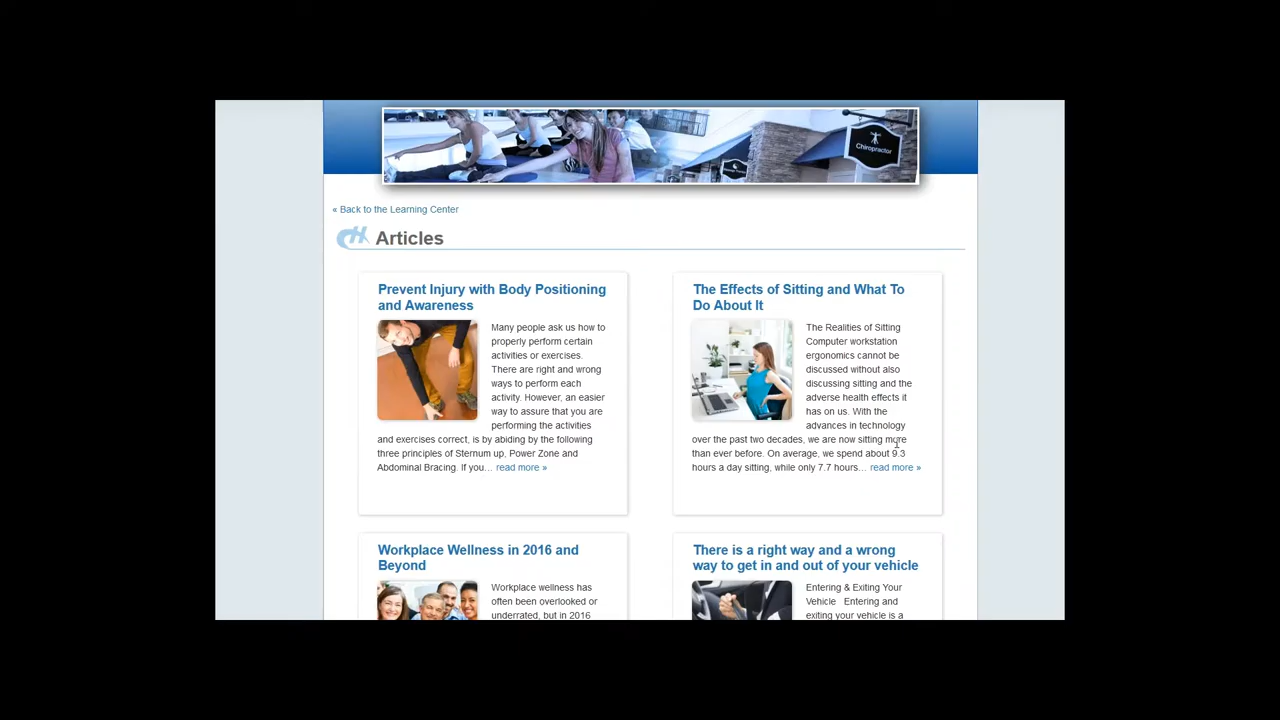 Chiropractor
« Back to the Learning Center
Articles
Prevent Injury with Body Positioning
and Awareness
Many people ask us how to
properly perform certain
activities or exercises.
There are right and wrong
ways to perform each
activity. However, an easier
way to assure that you are
performing the activities
and exercises correct, is by abiding by the following
three principles of Sternum up, Power Zone and
Abdominal Bracing. If you… read more »
The Effects of Sitting and What To
Do About It
The Realities of Sitting
Computer workstation
ergonomics cannot be
discussed without also
discussing sitting and the
adverse health effects it
has on us. With the
advances in technology
over the past two decades, we are now sitting more
than ever before. On average, we spend about 9.3
hours a day sitting, while only 7.7 hours… read more »
Workplace Wellness in 2016 and
Beyond
Workplace wellness has
often been overlooked or
underrated, but in 2016
There is a right way and a wrong
way to get in and out of your vehicle
Entering & Exiting Your
Vehicle Entering and
exiting your vehicle is a